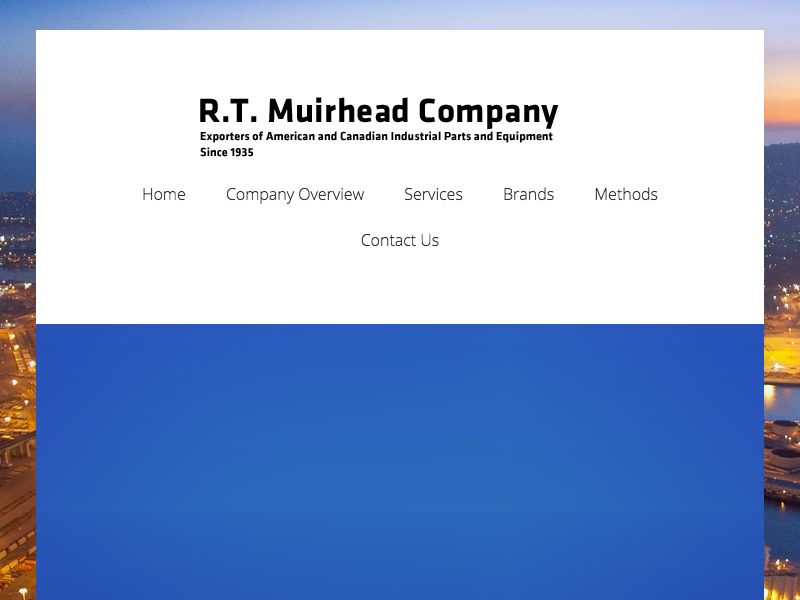 R.T. Muirhead Company
Exporters of American and Canadian Industrial Parts and Equipment
Since 1935
Home Company Overview Services Brands Methods
Contact Us